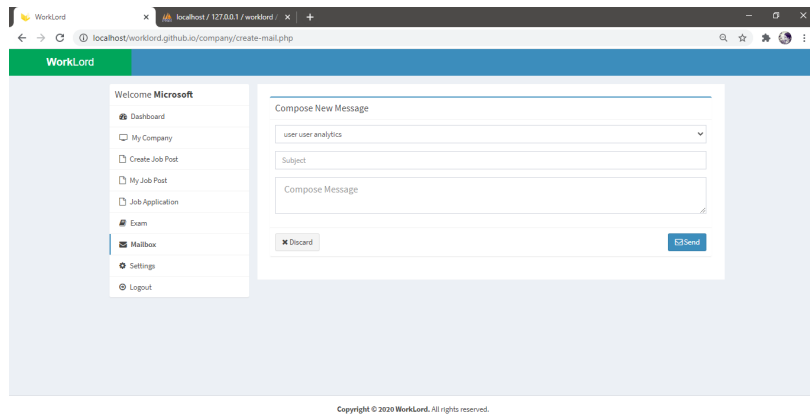 WorkLord
localhost / 127.0.0.1 / worklord /
localhost/worklord.github.io/company/create-mail.php
WorkLord
Welcome Microsoft
Dashboard
My Company
Create Job Post
My Job Post
Job Application
Exam
Mailbox
Settings
Logout
Compose New Message
user user analytics
Subject
Compose Message
Discard
Send
Copyright © 2020 WorkLord. All rights reserved.